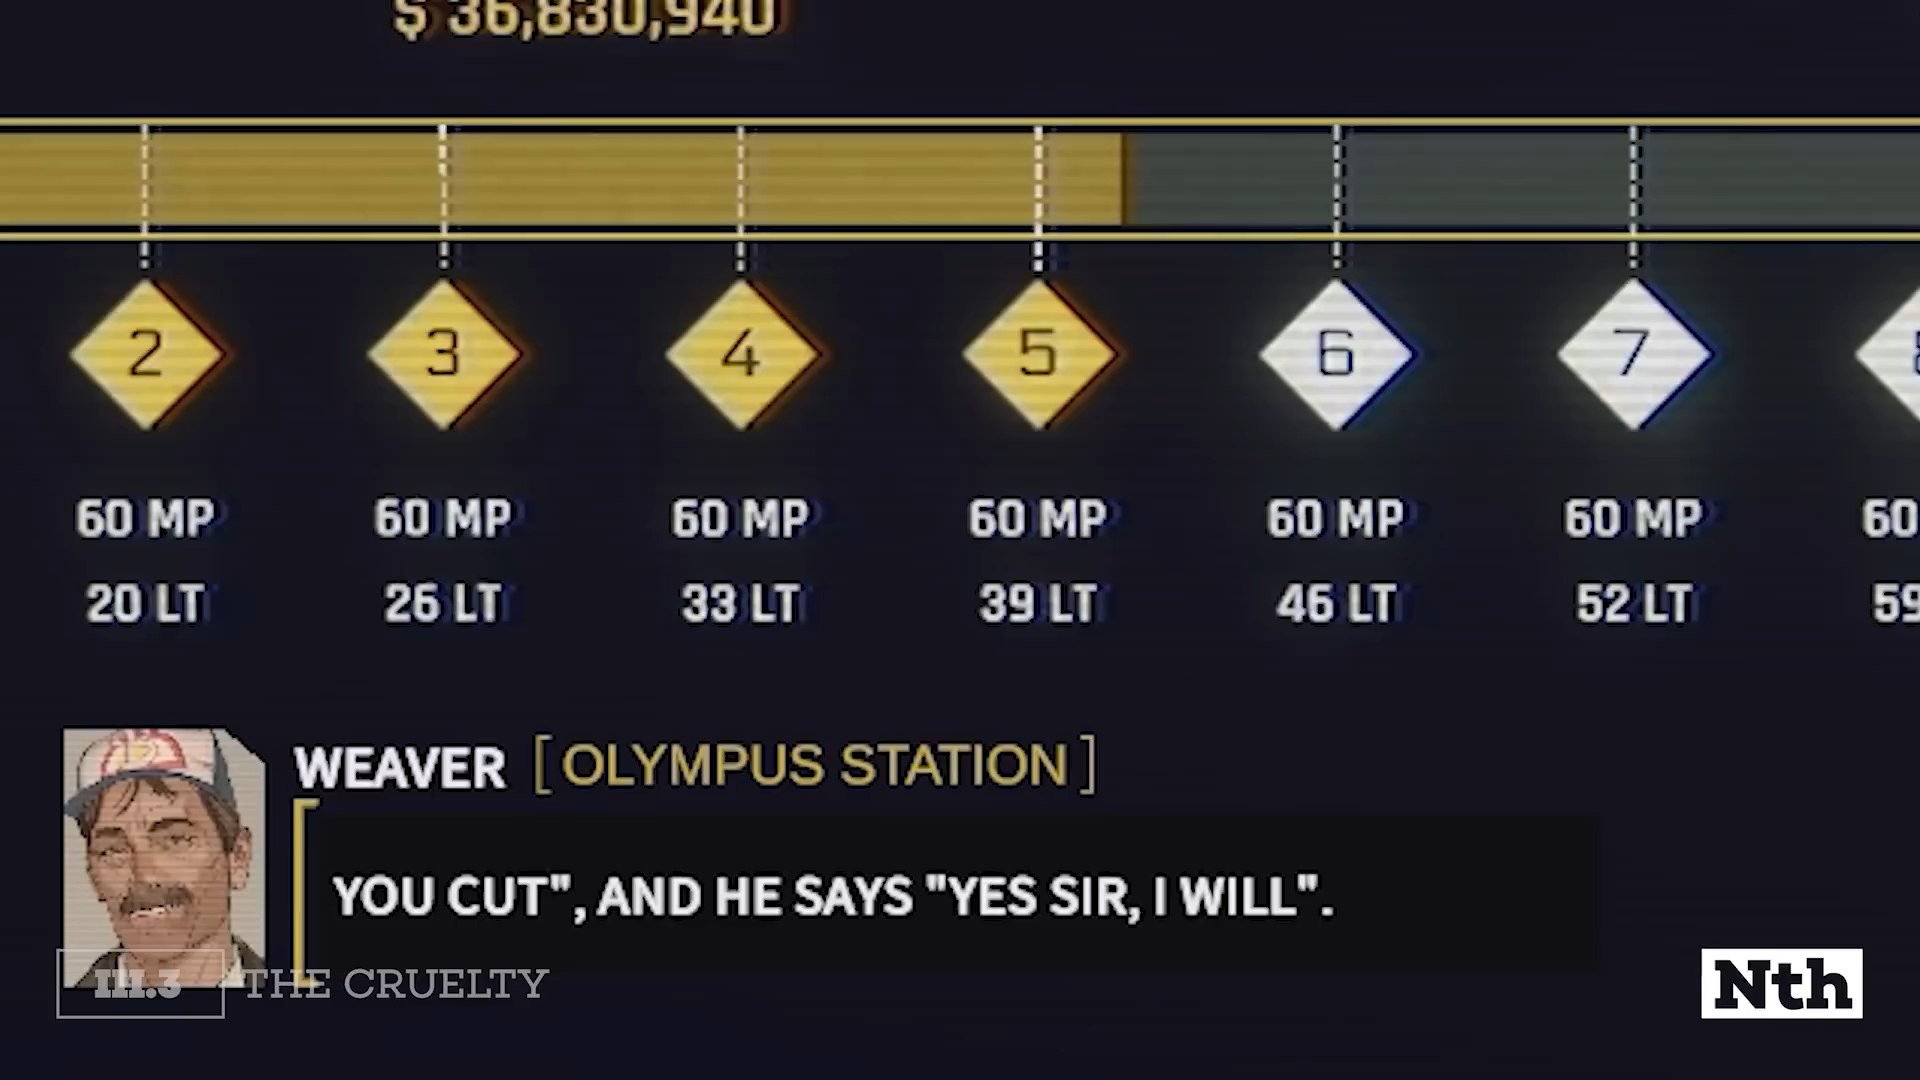 $ 36,830,940
2 3 4 5 6 7
60 MP 60 MP 60 MP 60 MP 60 MP 60 MP 60
20 LT 26 LT 33 LT 39 LT 46 LT 52 LT 59
WEAVER [ OLYMPUS STATION ]
YOU CUT", AND HE SAYS "YES SIR, I WILL".
III.3 THE CRUELTY
Nth